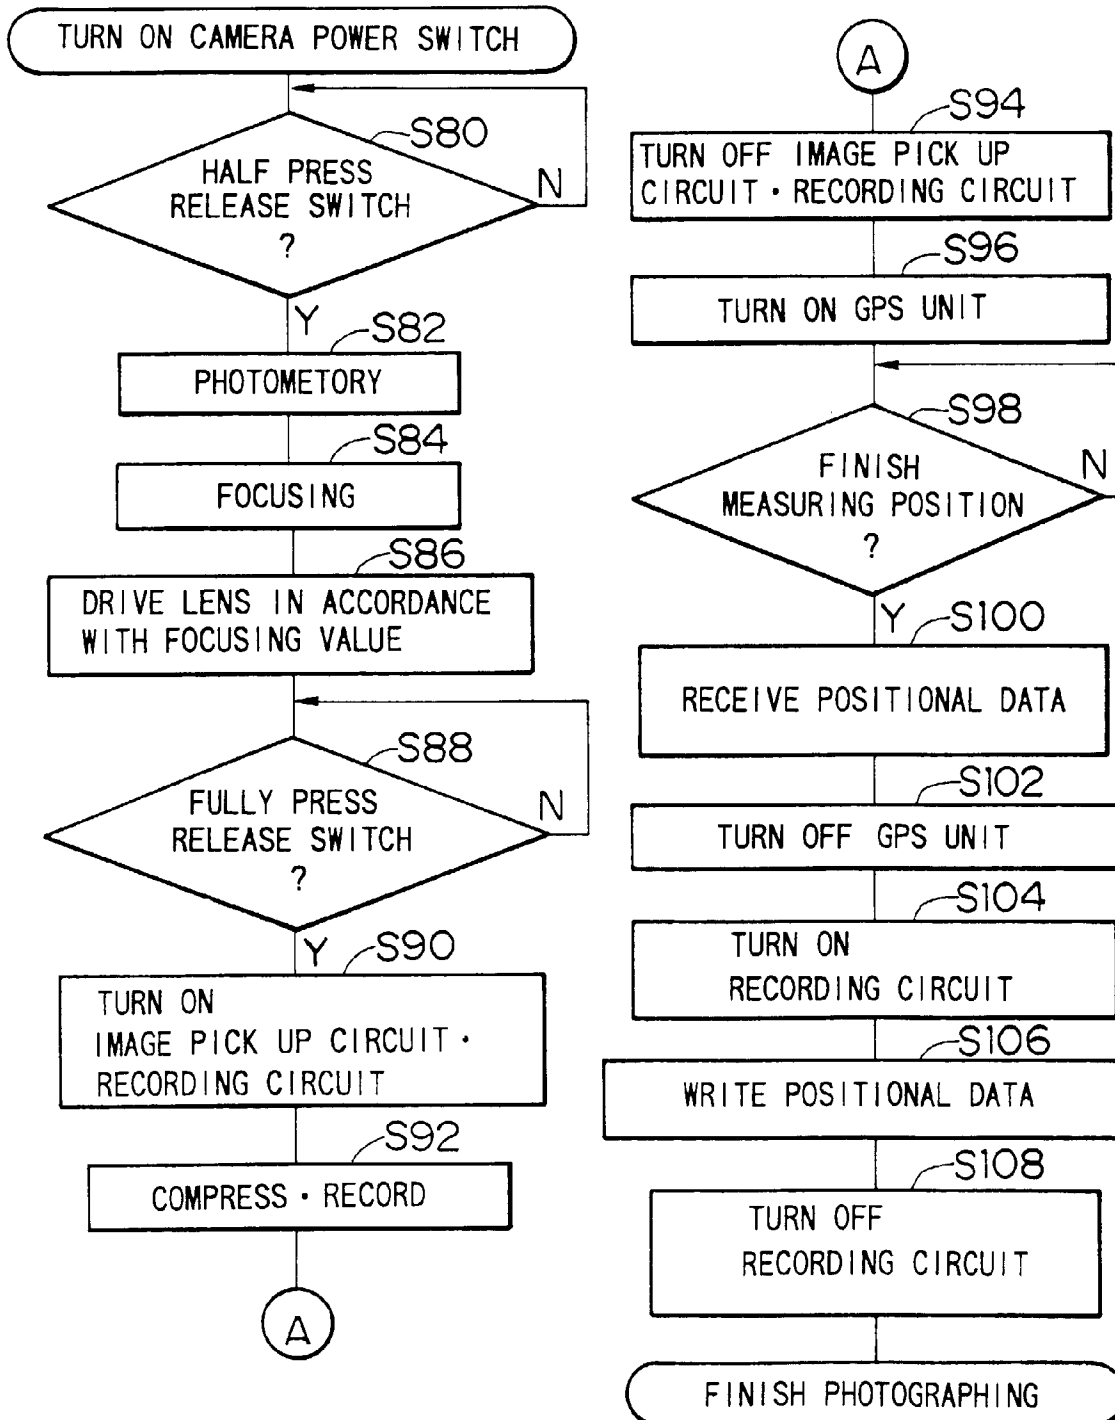 TURN ON CAMERA POWER SWITCH
S80
HALF PRESS
RELEASE SWITCH
?
N
Y
S82
PHOTOMETORY
S84
FOCUSING
S86
DRIVE LENS IN ACCORDANCE
WITH FOCUSING VALUE
S88
FULLY PRESS
RELEASE SWITCH
?
N
Y
S90
TURN ON
IMAGE PICK UP CIRCUIT・
RECORDING CIRCUIT
S92
COMPRESS・RECORD
A
A
S94
TURN OFF IMAGE PICK UP
CIRCUIT・RECORDING CIRCUIT
S96
TURN ON GPS UNIT
S98
FINISH
MEASURING POSITION
?
N
Y
S100
RECEIVE POSITIONAL DATA
S102
TURN OFF GPS UNIT
S104
TURN ON
RECORDING CIRCUIT
S106
WRITE POSITIONAL DATA
S108
TURN OFF
RECORDING CIRCUIT
FINISH PHOTOGRAPHING